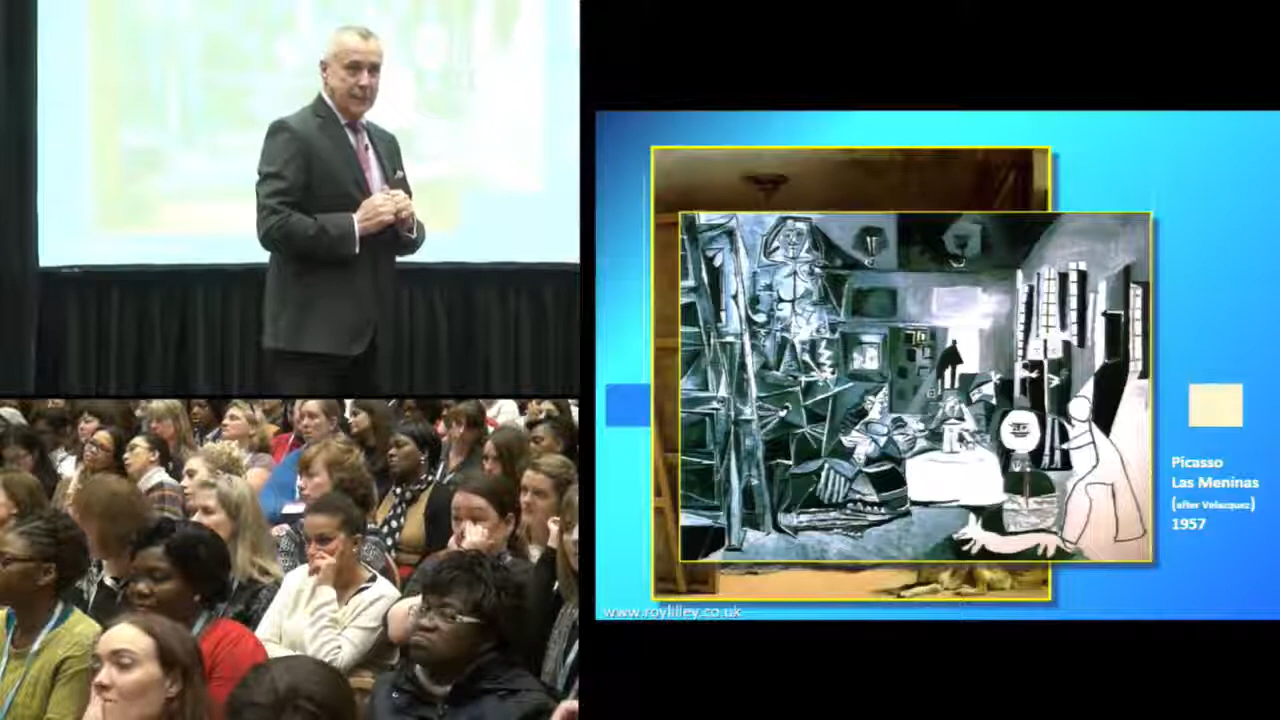 Picasso
Las Meninas
(after Velazquez)
1957
www.roylilley.co.uk